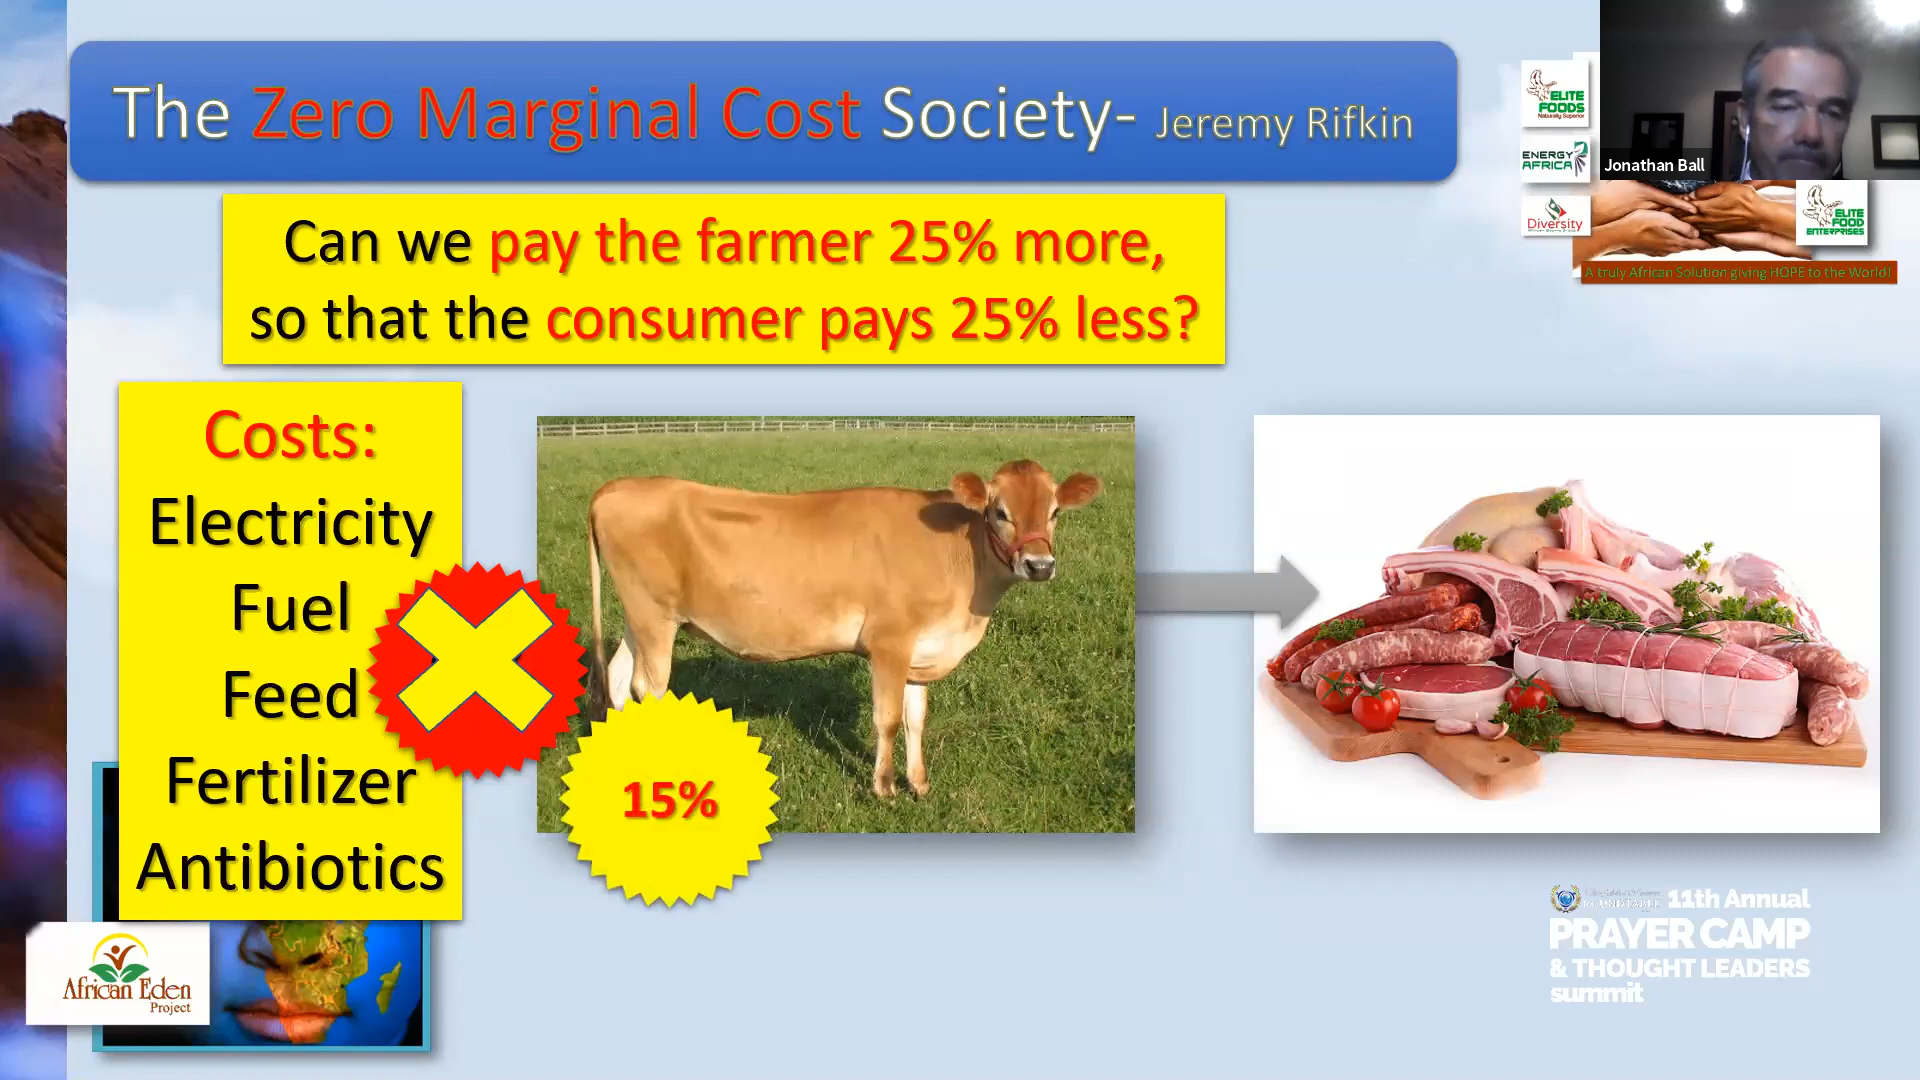 The Zero Marginal Cost Society- Jeremy Rifkin
Can we pay the farmer 25% more,
so that the consumer pays 25% less?
Costs:
Electricity
Fuel
Feed
Fertilizer
Antibiotics
15%
ELITE
FOODS
Naturally Superior
ENERGY
AFRICA
Diversity
Jonathan Ball
ELITE
FOOD
ENTERPRISES
A truly African Solution giving HOPE to the World!
African Eden
Project
ROUNDTABLE 11th Annual
PRAYER CAMP
& THOUGHT LEADERS
summit